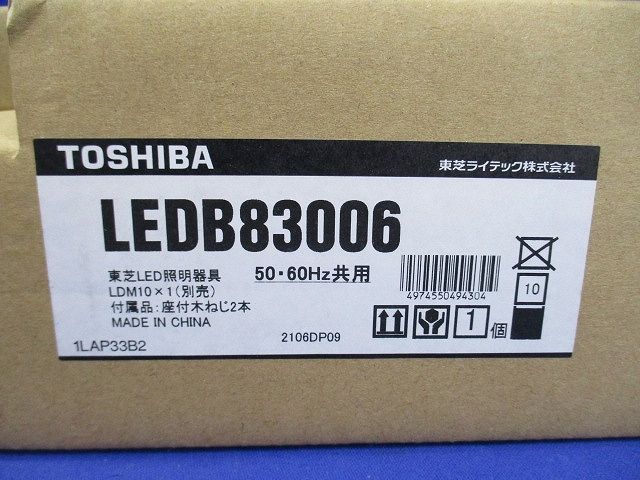 TOSHIBA
東芝ライテック株式会社
LEDB83006
東芝LED照明器具 50・60Hz共用
LDM10×1(別売)
付属品:座付木ねじ2本
MADE IN CHINA
4974550494304
10
1個
1LAP33B2
2106DP09